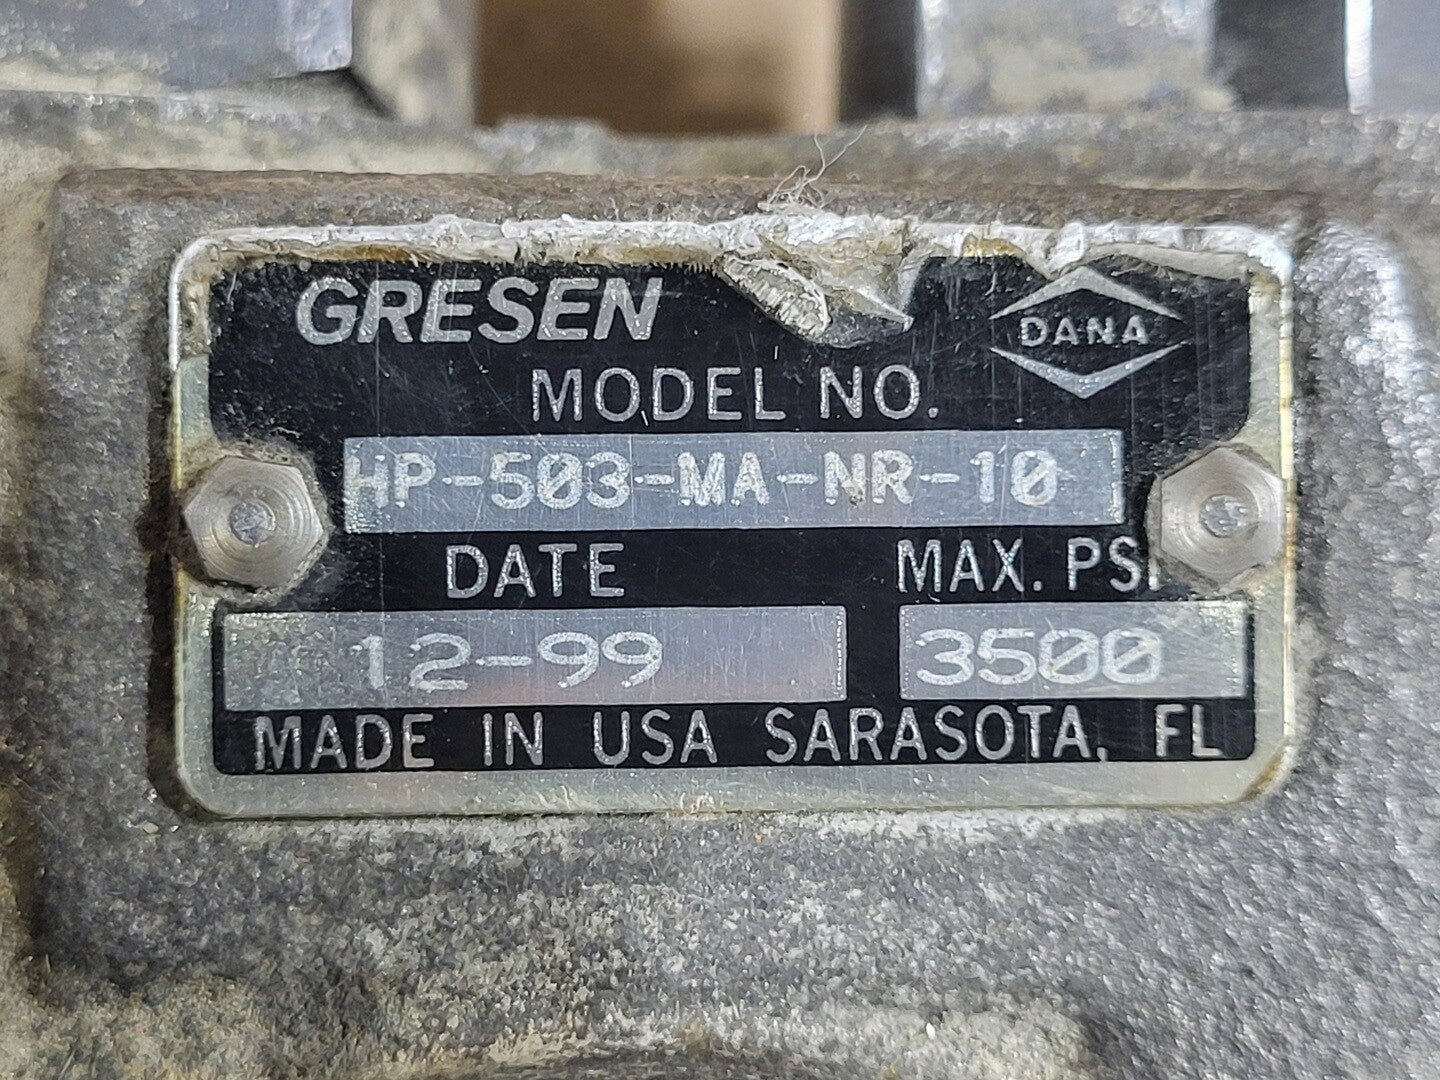 GRESEN
DANA
MODEL NO.
HP-503-MA-NR-10
DATE MAX. PSI
12-99 3500
MADE IN USA SARASOTA, FL